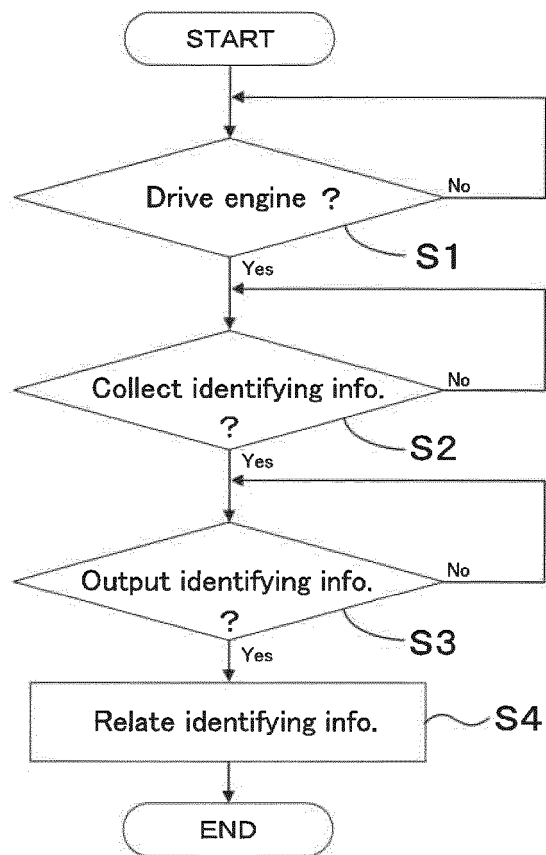 START
Drive engine ?
No
S1
Yes
Collect identifying info.
?
No
S2
Yes
Output identifying info.
?
No
S3
Yes
Relate identifying info.
S4
END